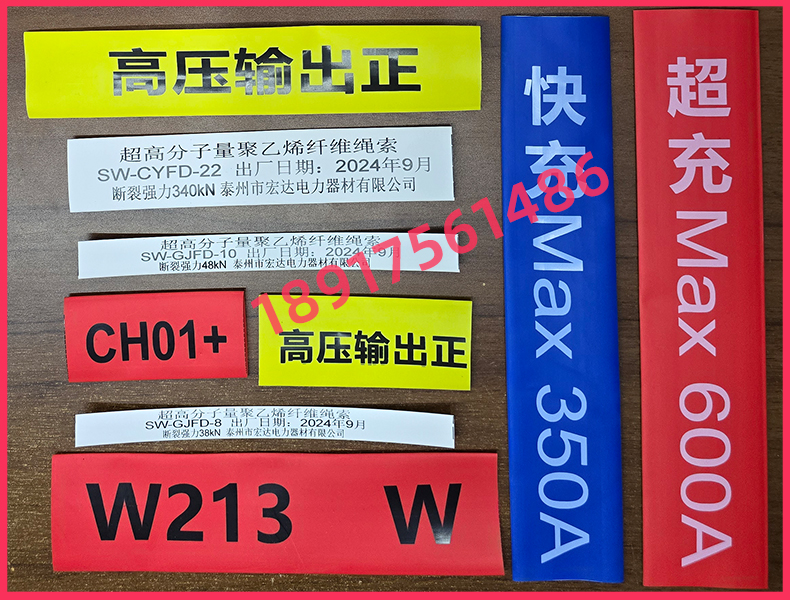 高压输出正
超高分子量聚乙烯纤维绳索
SW-CYFD-22 出厂日期：2024年9月
断裂强力340kN 泰州市宏达电力器材有限公司
超高分子量聚乙烯纤维绳索
SW-GJFD-10 出厂日期：2024年9月
断裂强力48kN 泰州市宏达电力器材有限公司
CH01+
高压输出正
超高分子量聚乙烯纤维绳索
SW-GJFD-8 出厂日期：2024年9月
断裂强力38kN 泰州市宏达电力器材有限公司
W213 W
快充Max 350A
超充Max 600A
18917561486